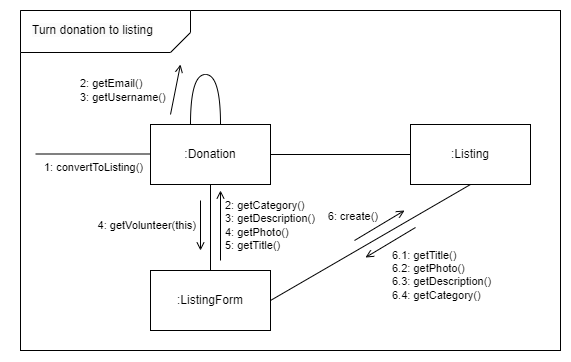 Turn donation to listing
2: getEmail()
3: getUsername()
:Donation
:Listing
1: convertToListing()
4: getVolunteer(this)
2: getCategory()
3: getDescription()
4: getPhoto()
5: getTitle()
6: create()
6.1: getTitle()
6.2: getPhoto()
6.3: getDescription()
6.4: getCategory()
:ListingForm